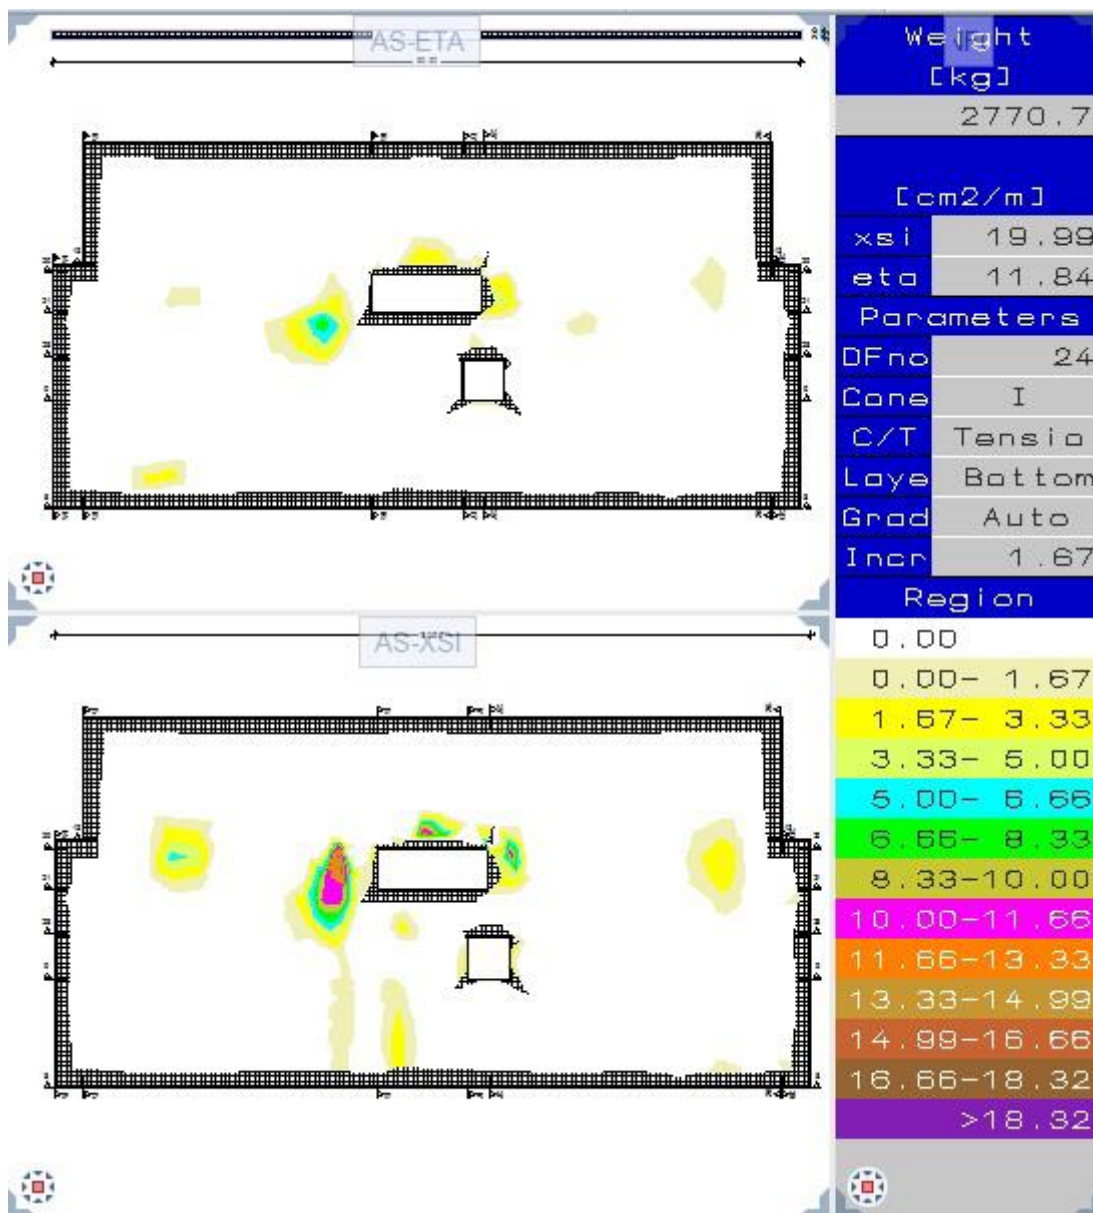 AS-ETA
Weight
[kg]
2770.7
[cm2/m]
xsi 19.99
eta 11.84
Parameters
DFno 24
Cone I
C/T Tensio
Laye Bottom
Grad Auto
Incr 1.67
Region
0.00
0.00- 1.67
1.67- 3.33
3.33- 5.00
5.00- 6.66
6.66- 8.33
8.33-10.00
10.00-11.66
11.66-13.33
13.33-14.99
14.99-16.66
16.66-18.32
>18.32
AS-XSI